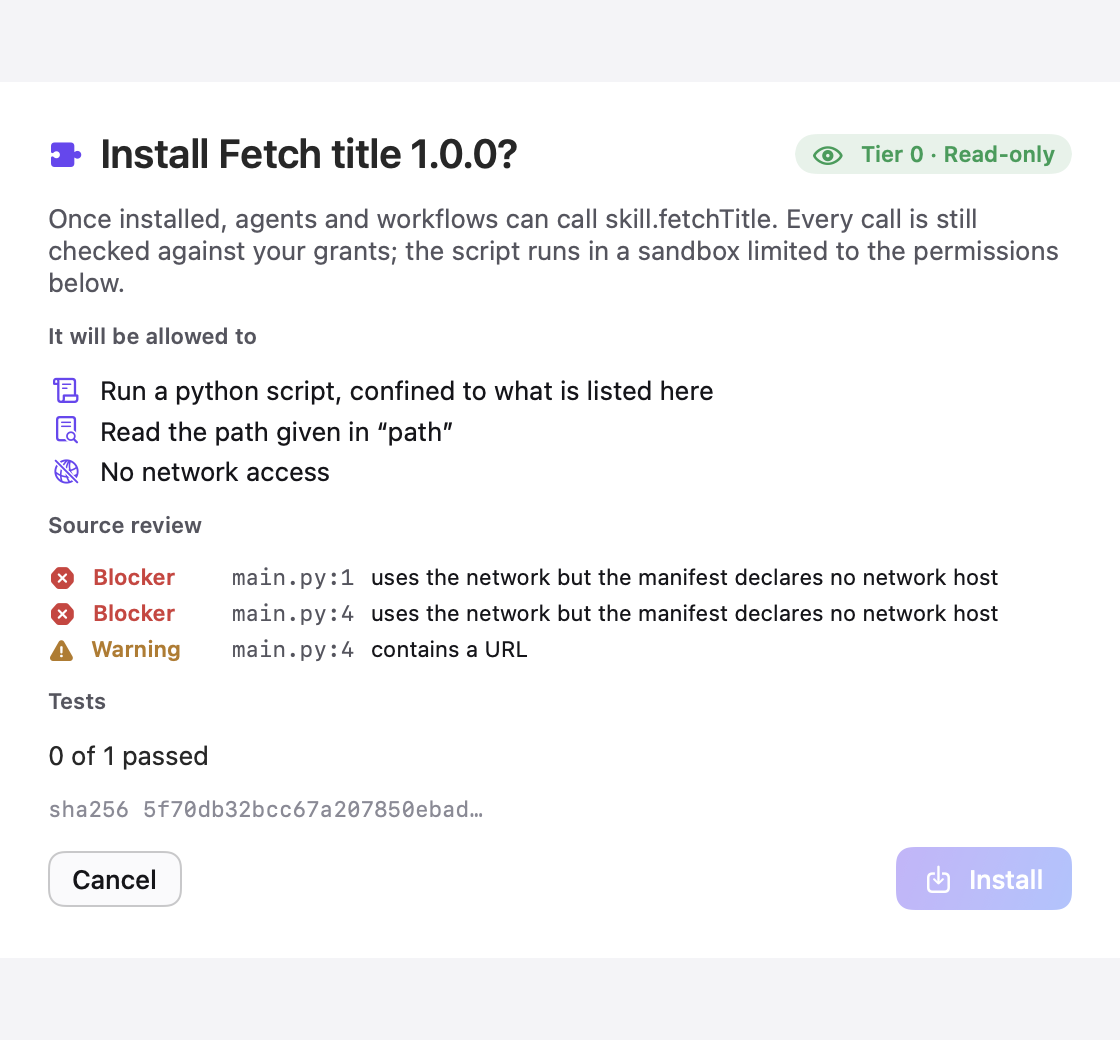 Install Fetch title 1.0.0?
Tier 0 · Read-only
Once installed, agents and workflows can call skill.fetchTitle. Every call is still
checked against your grants; the script runs in a sandbox limited to the permissions
below.
It will be allowed to
Run a python script, confined to what is listed here
Read the path given in “path”
No network access
Source review
Blocker main.py:1 uses the network but the manifest declares no network host
Blocker main.py:4 uses the network but the manifest declares no network host
Warning main.py:4 contains a URL
Tests
0 of 1 passed
sha256 5f70db32bcc67a207850ebad…
Cancel
Install